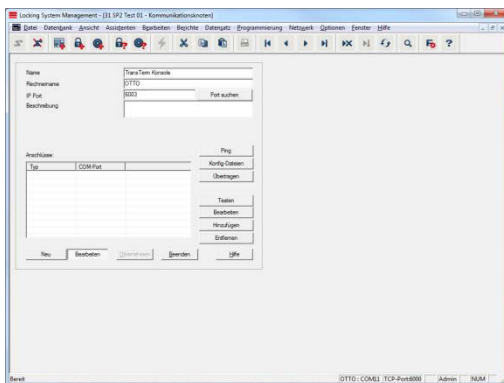 Locking System Management - [31 SP2 Test 01 - Kommunikationsknoten]
Datei Datenbank Ansicht Assistenten Bearbeiten Berichte Datensatz Programmierung Netzwerk Optionen Fenster Hilfe
Name TransTerm Konsole
Rechnername OTTO
IP Port 6003 Port suchen
Beschreibung
Anschlüsse:
Typ COM-Port
Ping
Konfig-Dateien
Übertragen
Testen
Bearbeiten
Hinzufügen
Entfernen
Neu Bearbeiten Übernehmen Beenden Hilfe
Bereit OTTO : COM11 TCP-Port:6000 Admin NUM